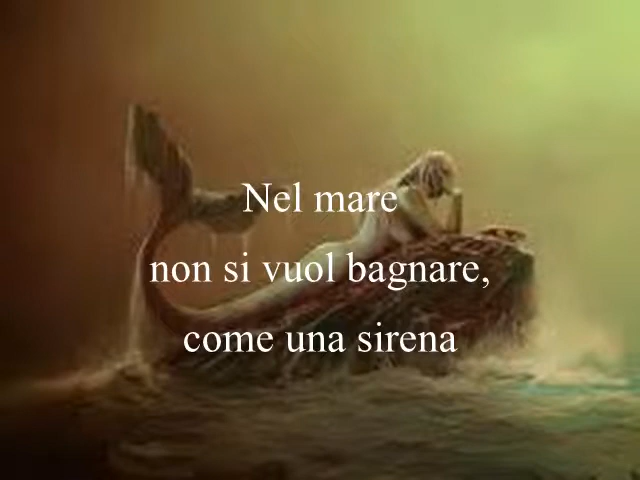 Nel mare
non si vuol bagnare,
come una sirena